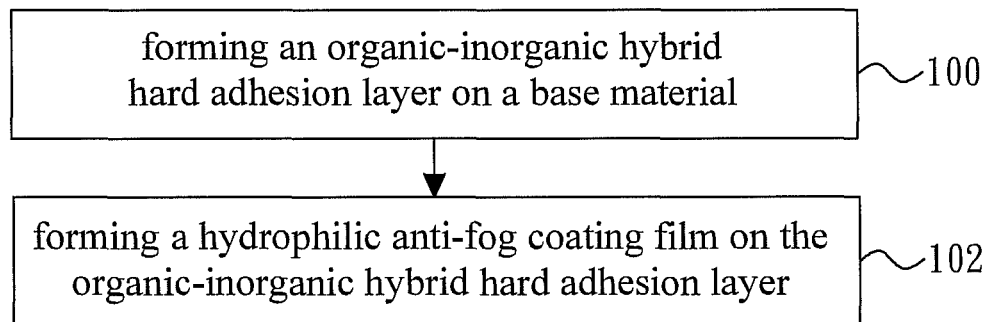 forming an organic-inorganic hybrid
hard adhesion layer on a base material
100
forming a hydrophilic anti-fog coating film on the
organic-inorganic hybrid hard adhesion layer
102